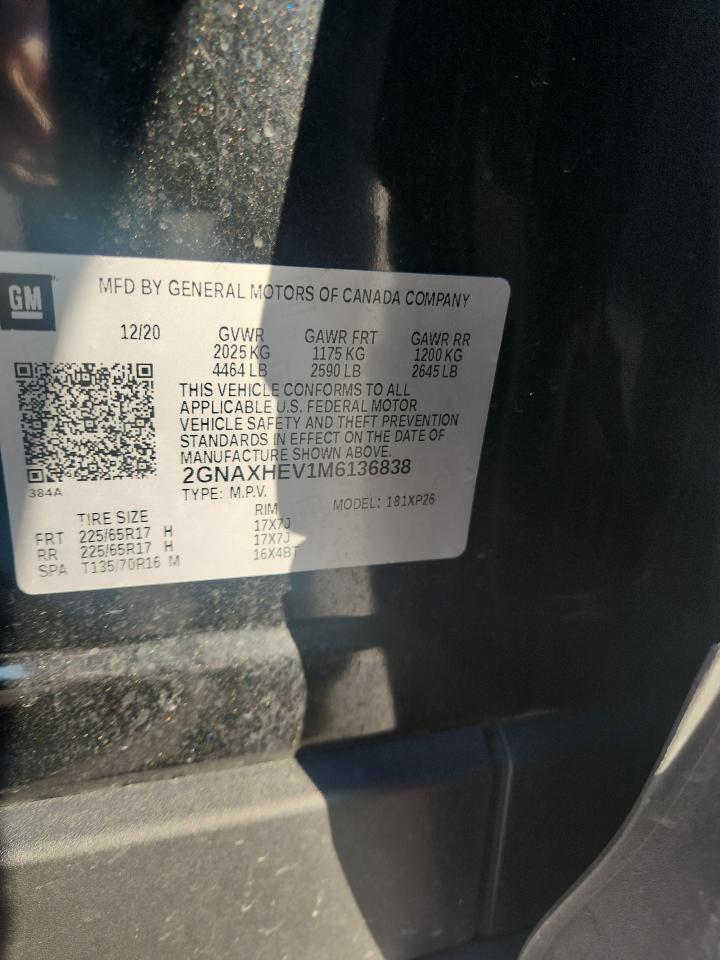 GM
MFD BY GENERAL MOTORS OF CANADA COMPANY
12/20 GVWR GAWR FRT GAWR RR
2025 KG 1175 KG 1200 KG
4464 LB 2590 LB 2645 LB
THIS VEHICLE CONFORMS TO ALL
APPLICABLE U.S. FEDERAL MOTOR
VEHICLE SAFETY AND THEFT PREVENTION
STANDARDS IN EFFECT ON THE DATE OF
MANUFACTURE SHOWN ABOVE.
2GNAXHEV1M6136838
384A
TYPE: M.P.V. MODEL: 181XP26
TIRE SIZE RIM
FRT 225/65R17 H 17X7J
RR 225/65R17 H 17X7J
SPA T135/70R16 M 16X4BT